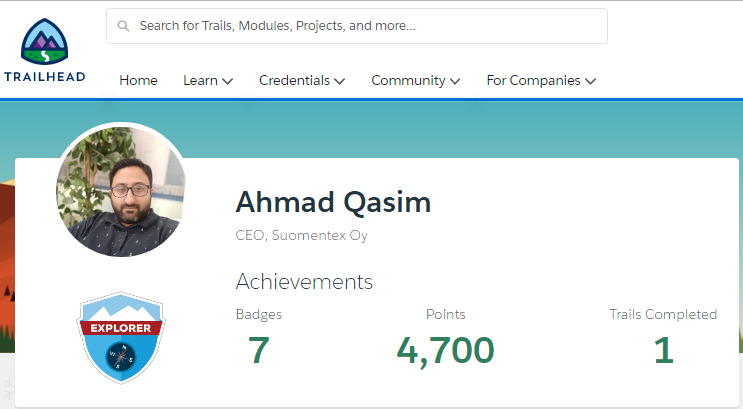 Search for Trails, Modules, Projects, and more...
TRAILHEAD
Home Learn Credentials Community For Companies
Ahmad Qasim
CEO, Suomentex Oy
Achievements
Badges Points Trails Completed
7 4,700 1
EXPLORER
N
W E
S